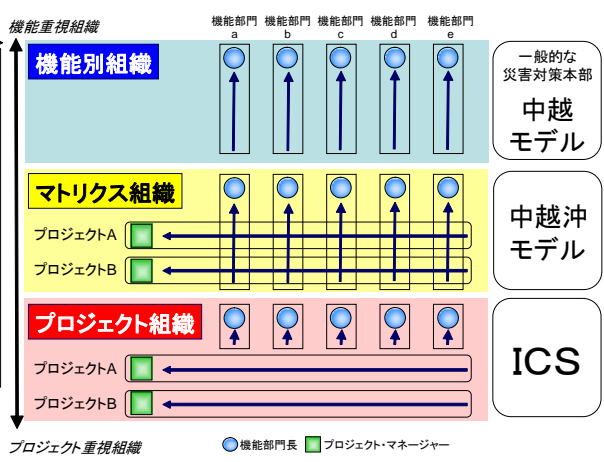 機能重視組織
機能部門
a
機能部門
b
機能部門
c
機能部門
d
機能部門
e
機能別組織
一般的な
災害対策本部
中越
モデル
マトリクス組織
プロジェクトA
プロジェクトB
中越沖
モデル
プロジェクト組織
プロジェクトA
プロジェクトB
ICS
プロジェクト重視組織
機能部門長
プロジェクト・マネージャー